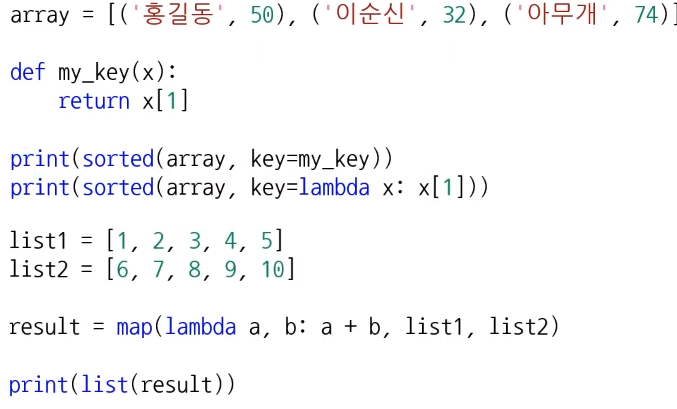 array = [('홍길동', 50), ('이순신', 32), ('아무개', 74)]
def my_key(x):
    return x[1]
print(sorted(array, key=my_key))
print(sorted(array, key=lambda x: x[1]))
list1 = [1, 2, 3, 4, 5]
list2 = [6, 7, 8, 9, 10]
result = map(lambda a, b: a + b, list1, list2)
print(list(result))